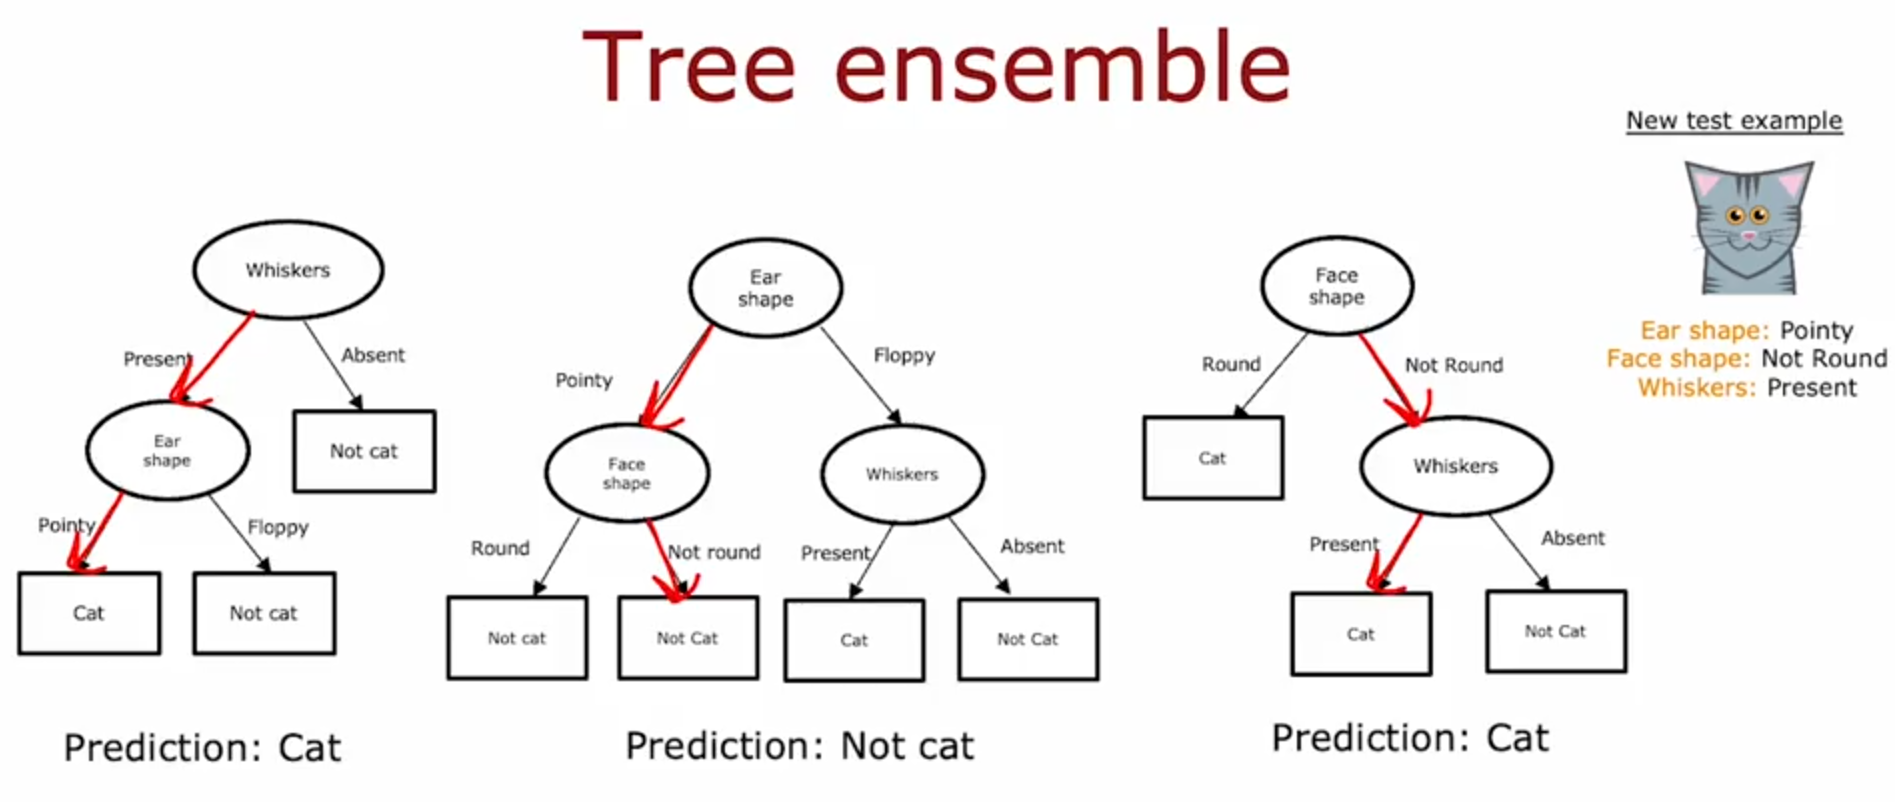 Tree ensemble
New test example
Ear shape: Pointy
Face shape: Not Round
Whiskers: Present
Whiskers
Present
Absent
Ear
shape
Not cat
Pointy
Floppy
Cat
Not cat
Prediction: Cat
Ear
shape
Pointy
Floppy
Face
shape
Whiskers
Round
Not round
Present
Absent
Not cat
Not Cat
Cat
Not Cat
Prediction: Not cat
Face
shape
Round
Not Round
Cat
Whiskers
Present
Absent
Cat
Not Cat
Prediction: Cat